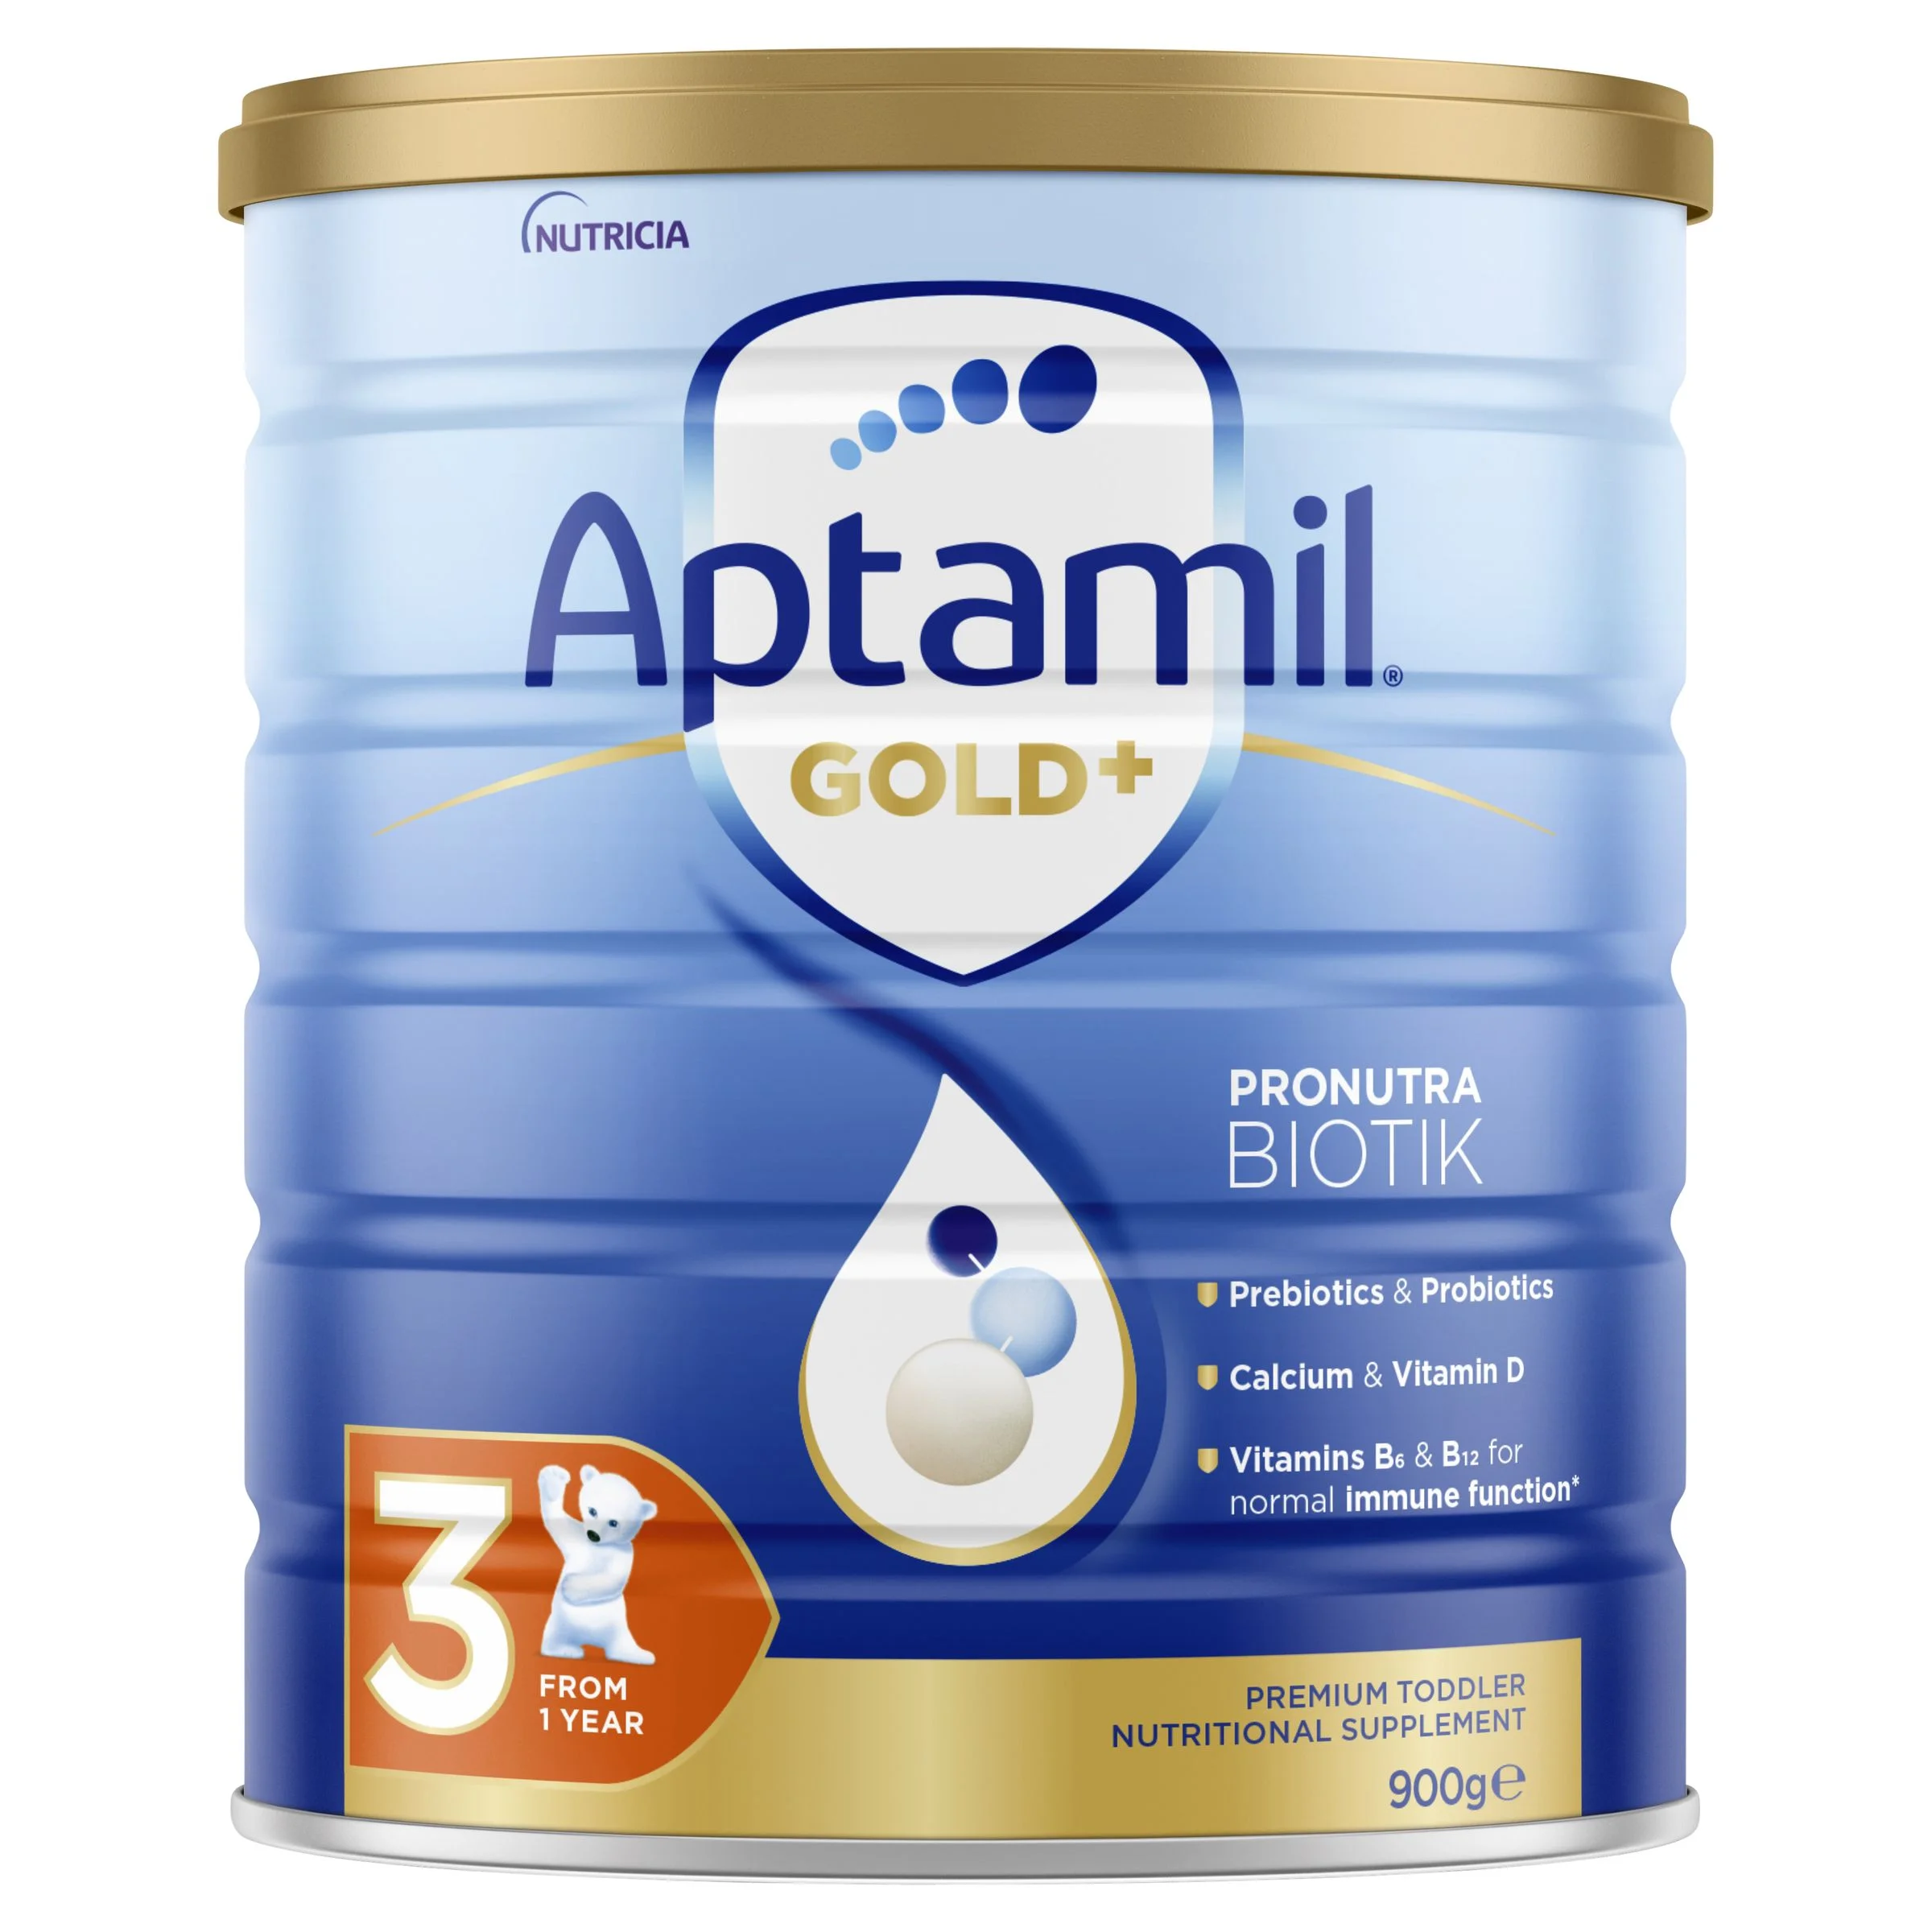 NUTRICIA
Aptamil®
GOLD+
PRONUTRA
BIOTIK
Prebiotics & Probiotics
Calcium & Vitamin D
Vitamins B6 & B12 for
normal immune function*
3
FROM
1 YEAR
PREMIUM TODDLER
NUTRITIONAL SUPPLEMENT
900g℮